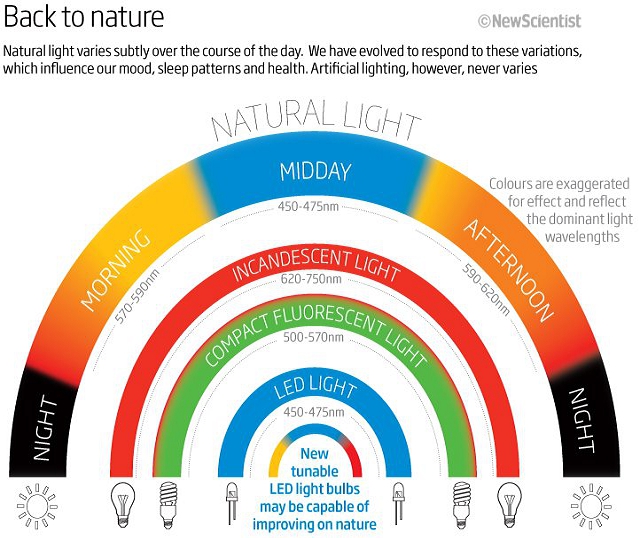 Back to nature
©NewScientist
Natural light varies subtly over the course of the day. We have evolved to respond to these variations,
which influence our mood, sleep patterns and health. Artificial lighting, however, never varies
NATURAL LIGHT
MIDDAY
450-475nm
Colours are exaggerated
for effect and reflect
the dominant light
wavelengths
MORNING
570-590nm
AFTERNOON
590-620nm
INCANDESCENT LIGHT
620-750nm
COMPACT FLUORESCENT LIGHT
500-570nm
LED LIGHT
450-475nm
NIGHT
NIGHT
New
tunable
LED light bulbs
may be capable of
improving on nature